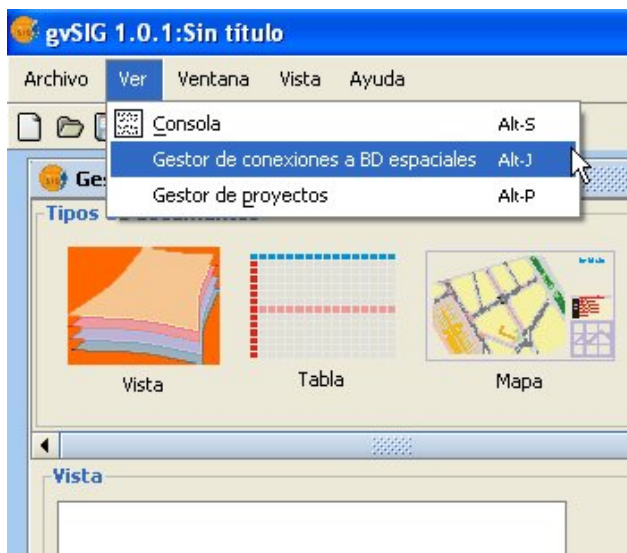 gvSIG 1.0.1:Sin título
Archivo Ver Ventana Vista Ayuda
Consola Alt-S
Gestor de conexiones a BD espaciales Alt-J
Gestor de proyectos Alt-P
Ge
Tipos
Vista Tabla Mapa
Vista